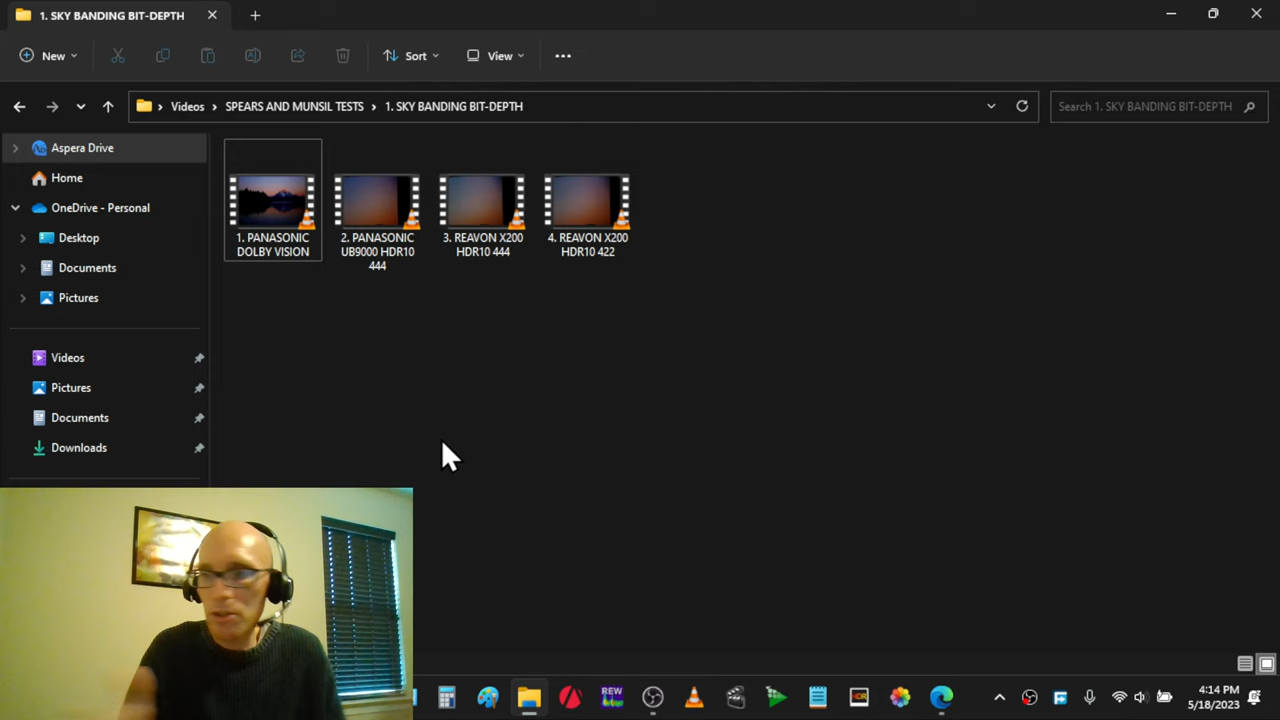 1. SKY BANDING BIT-DEPTH
New
Sort
View
Videos
SPEARS AND MUNSIL TESTS
1. SKY BANDING BIT-DEPTH
Search 1. SKY BANDING BIT-DEPTH
Aspera Drive
Home
OneDrive - Personal
Desktop
Documents
Pictures
Videos
Pictures
Documents
Downloads
1. PANASONIC
DOLBY VISION
2. PANASONIC
UB9000 HDR10
444
3. REAVON X200
HDR10 444
4. REAVON X200
HDR10 422
REW
HDR
4:14 PM
5/18/2023